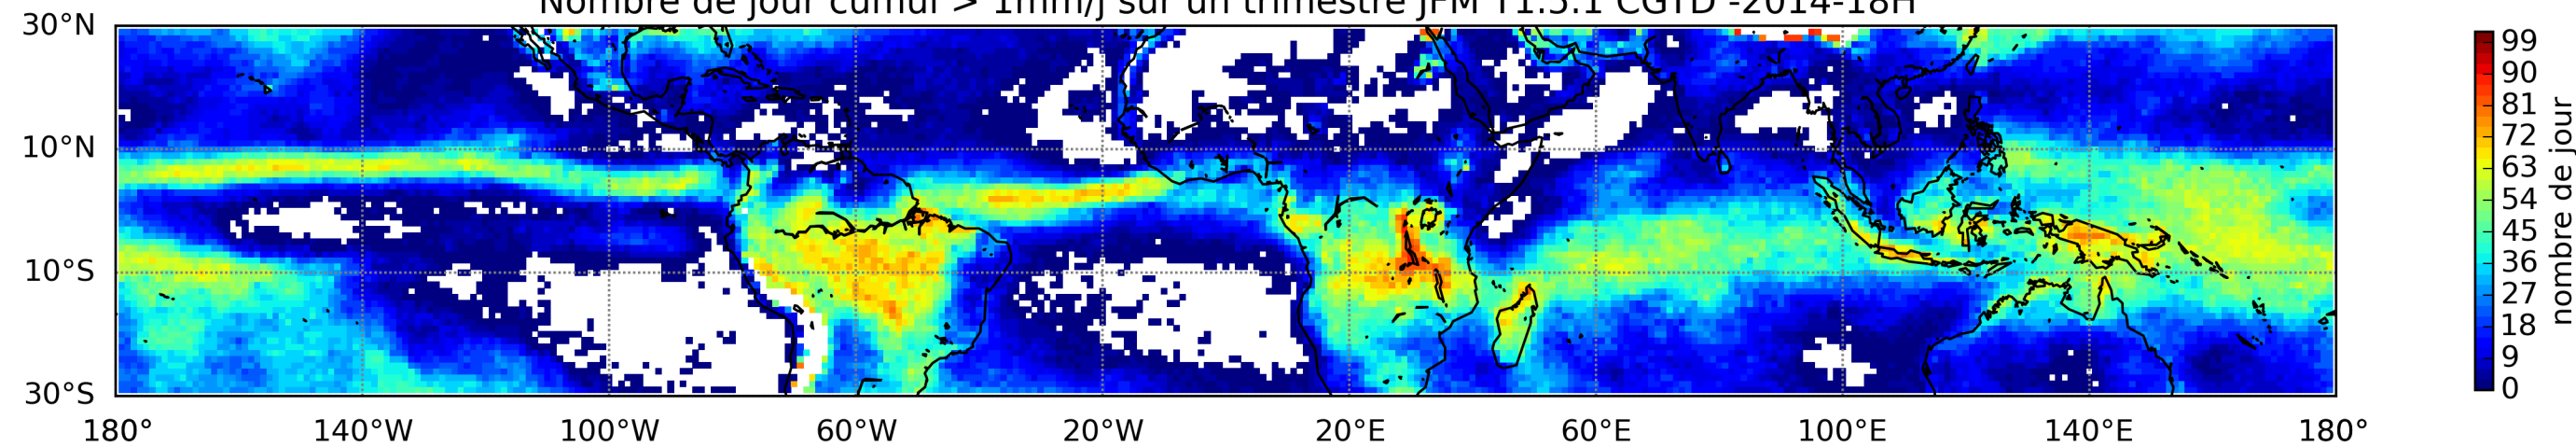 Nombre de jour cumul > 1mm/j sur un trimestre JFM T1.5.1 CGTD -2014-18H
30°N
10°N
10°S
30°S
180° 140°W 100°W 60°W 20°W 20°E 60°E 100°E 140°E 180°
99
90
81
72
63
54
45
36
27
18
9
0
nombre de jour